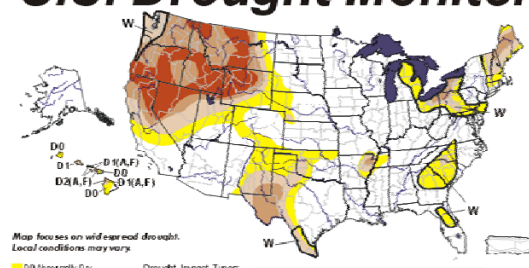 U.S. Drought Monitor
W
D0
D1
D1(A,F)
D0
D2(A,F)
D1(A,F)
D0
W
W
W
Map focuses on widespread drought.
Local conditions may vary.
D0 Abnormally Dry
Drought Impact Types: